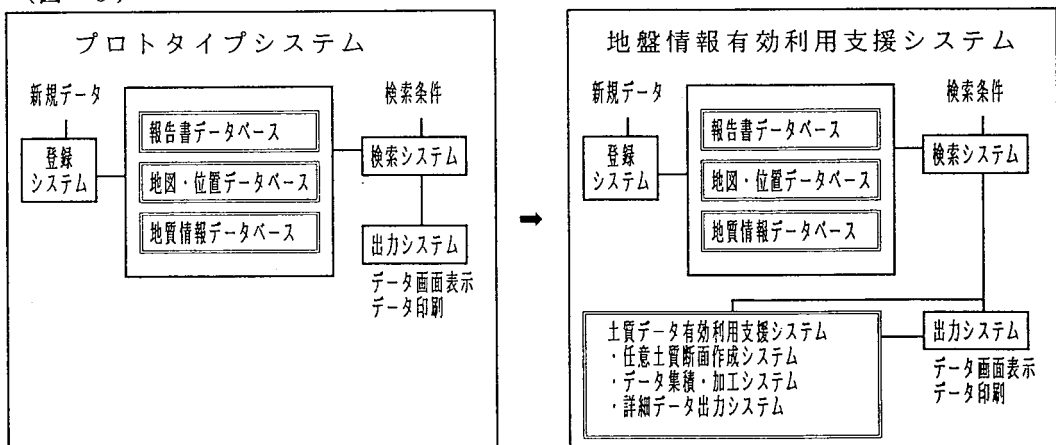 プロトタイプシステム
新規データ
検索条件
登録
システム
報告書データベース
地図・位置データベース
地質情報データベース
検索システム
出力システム
データ画面表示
データ印刷
➡
地盤情報有効利用支援システム
新規データ
検索条件
登録
システム
報告書データベース
地図・位置データベース
地質情報データベース
検索システム
土質データ有効利用支援システム
・任意土質断面作成システム
・データ集積・加工システム
・詳細データ出力システム
出力システム
データ画面表示
データ印刷